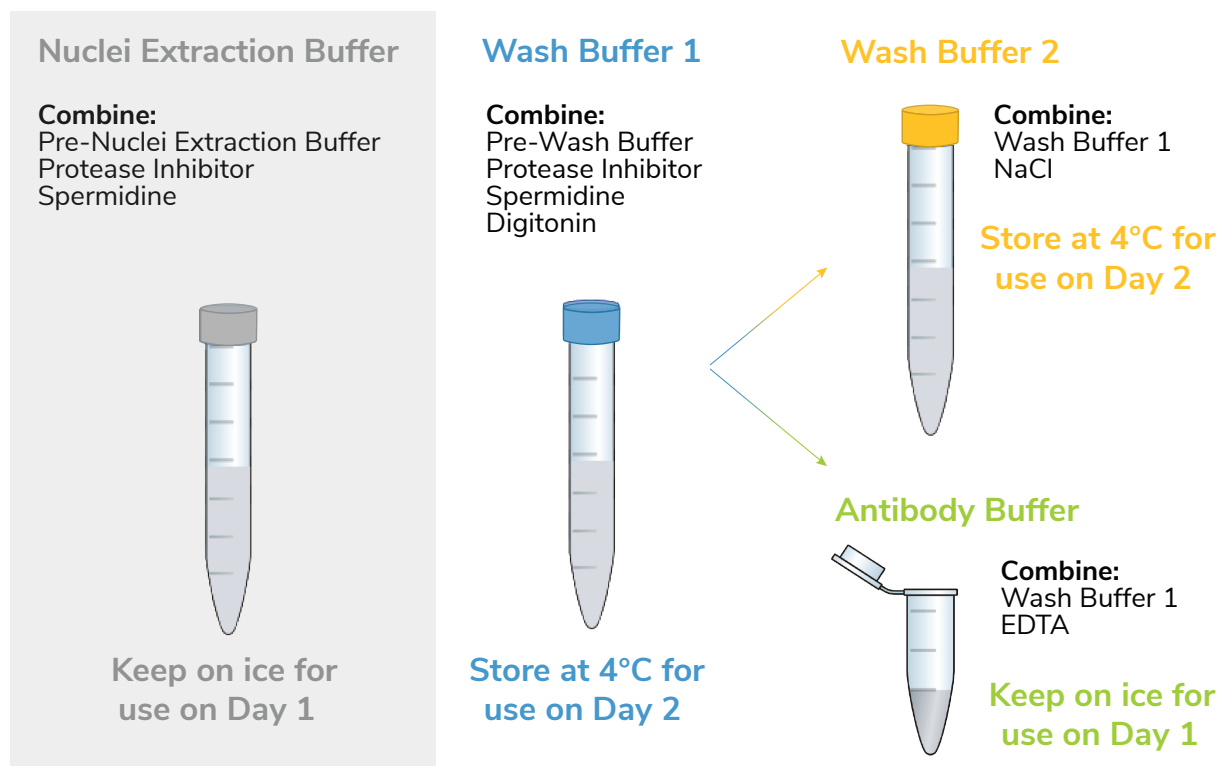 Nuclei Extraction Buffer
Combine:
Pre-Nuclei Extraction Buffer
Protease Inhibitor
Spermidine
Keep on ice for
use on Day 1
Wash Buffer 1
Combine:
Pre-Wash Buffer
Protease Inhibitor
Spermidine
Digitonin
Store at 4°C for
use on Day 2
Wash Buffer 2
Combine:
Wash Buffer 1
NaCl
Store at 4°C for
use on Day 2
Antibody Buffer
Combine:
Wash Buffer 1
EDTA
Keep on ice for
use on Day 1